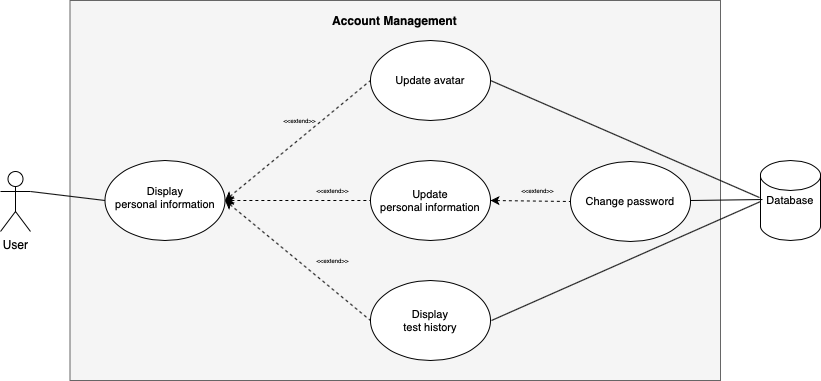 Account Management
Update avatar
<<extend>>
Display
personal information
<<extend>>
Update
personal information
<<extend>>
Change password
Database
User
<<extend>>
Display
test history